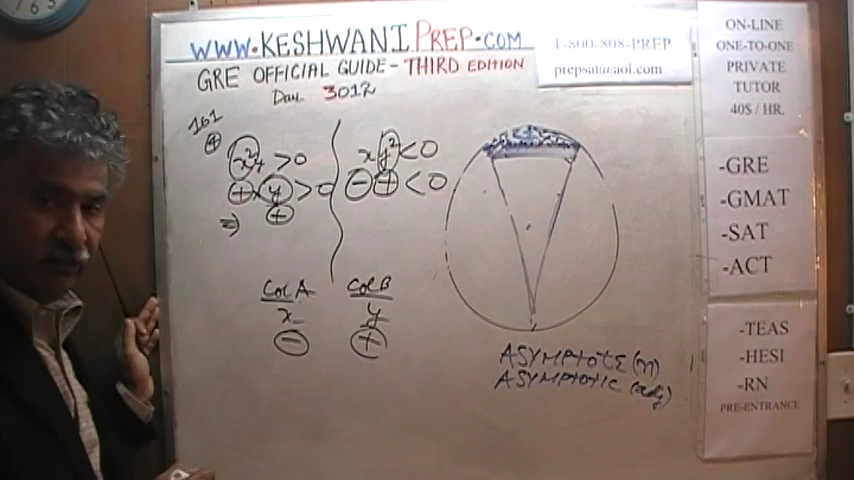 WWW.KESHWANIPREP.COM
GRE OFFICIAL GUIDE - THIRD EDITION
Day 3012
1-800-808-PREP
prepsat@aol.com
161
x²y > 0
+ y > 0
+
⇒)
x y² < 0
- + < 0
Col A
x
-
Col B
y
+
ASYMPTOTE (n)
ASYMPTOTIC (adj)
ON-LINE
ONE-TO-ONE
PRIVATE
TUTOR
40$ / HR.
-GRE
-GMAT
-SAT
-ACT
-TEAS
-HESI
-RN
PRE-ENTRANCE